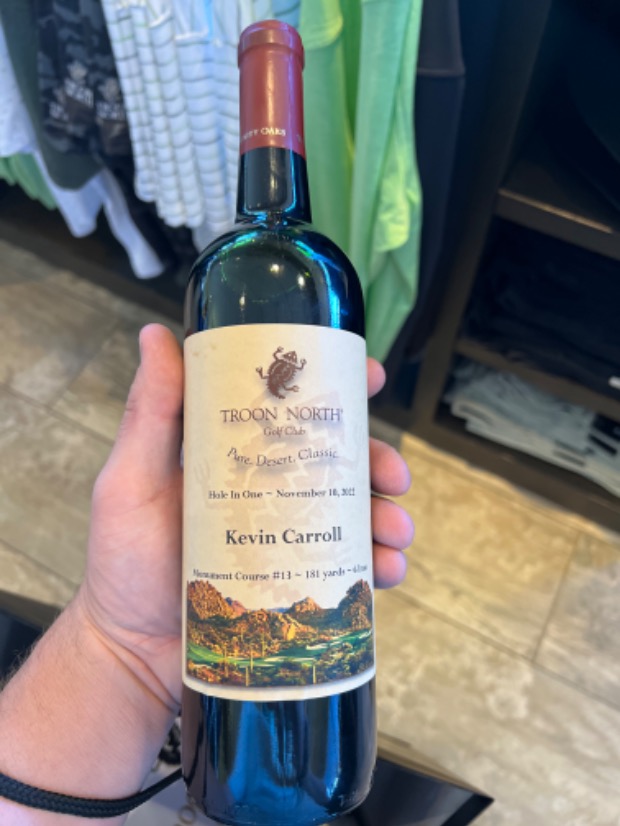 TROON NORTH®
Golf Club
Pure. Desert. Classic.
Hole In One ~ November 10, 2022
Kevin Carroll
Monument Course #13 ~ 181 yards ~